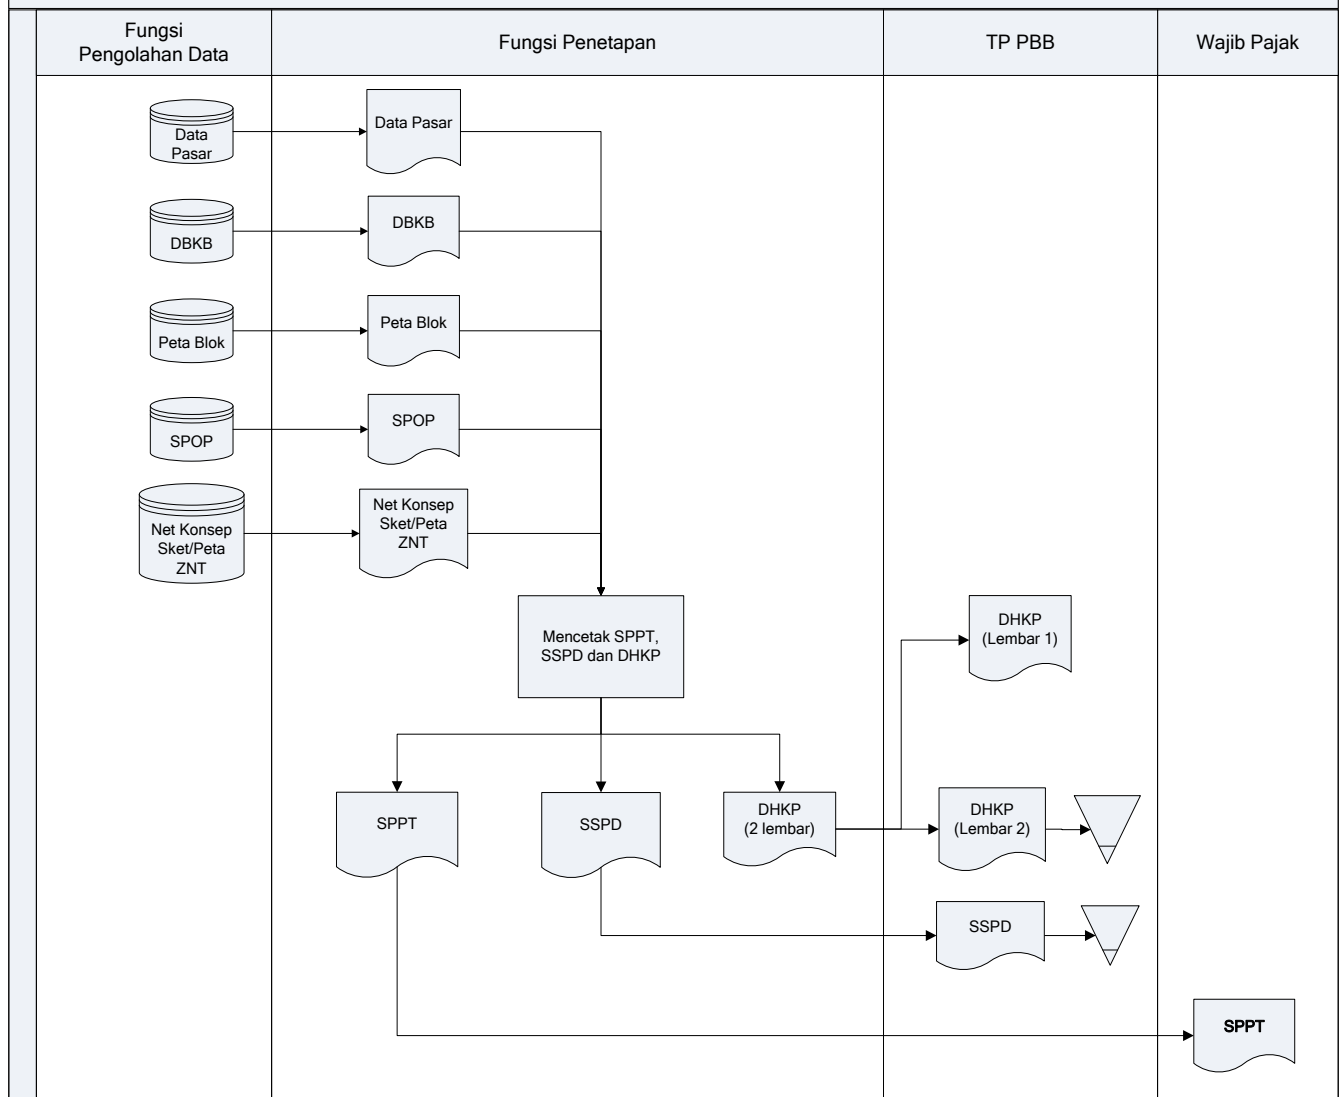 Fungsi
Pengolahan Data
Fungsi Penetapan
TP PBB
Wajib Pajak
Data
Pasar
Data Pasar
DBKB
DBKB
Peta Blok
Peta Blok
SPOP
SPOP
Net Konsep
Sket/Peta
ZNT
Net Konsep
Sket/Peta
ZNT
Mencetak SPPT,
SSPD dan DHKP
DHKP
(Lembar 1)
SPPT
SSPD
DHKP
(2 lembar)
DHKP
(Lembar 2)
SSPD
SPPT